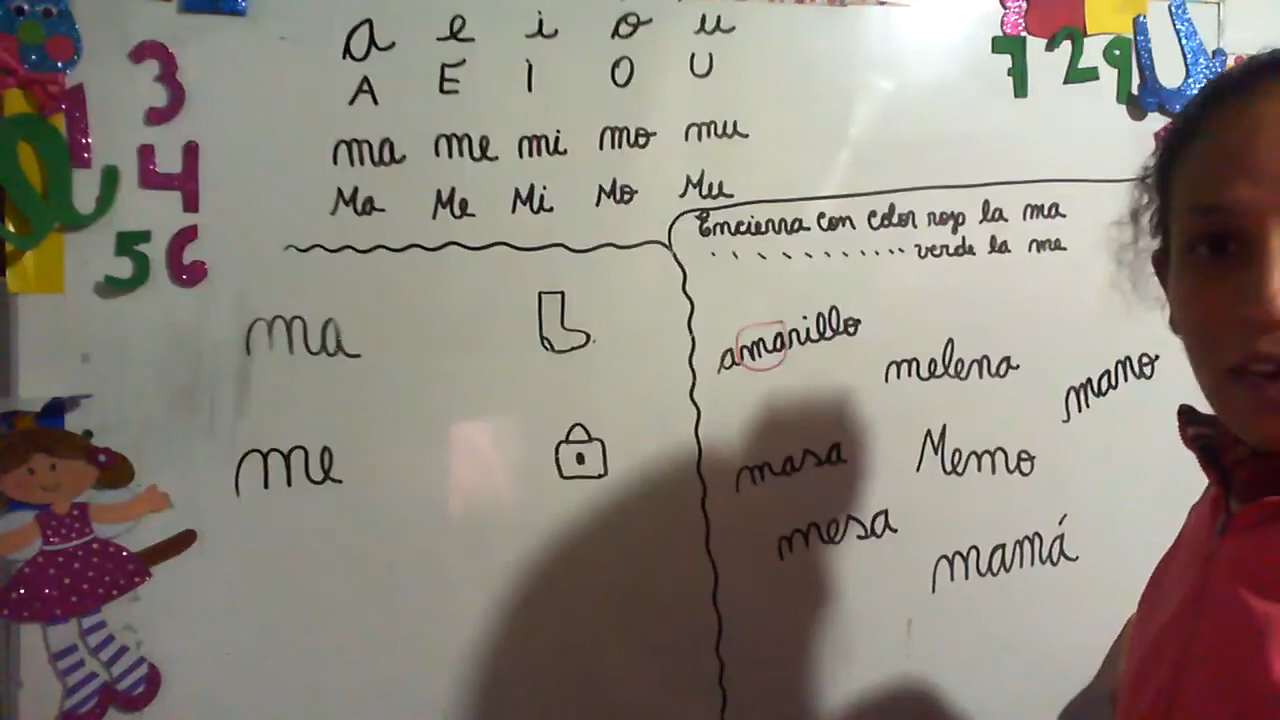 a e i o u
A E I O U
ma me mi mo mu
Ma Me Mi Mo Mu
Encierra con color rojo la ma
. . . . . . . . . . verde la me
ma
me
amarillo
melena
mano
masa
Memo
mesa
mamá
3
1
4
5 6
7 2 9 U